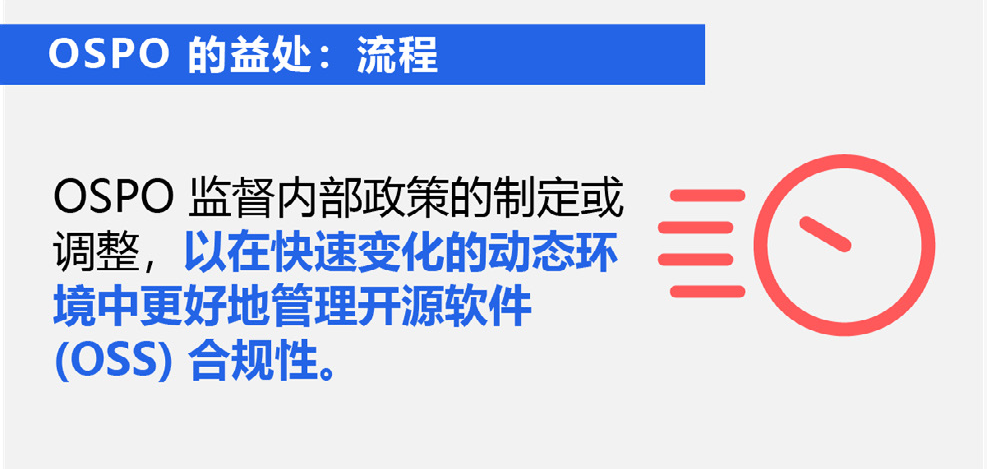 OSPO 的益处：流程
OSPO 监督内部政策的制定或
调整，以在快速变化的动态环
境中更好地管理开源软件
(OSS) 合规性。